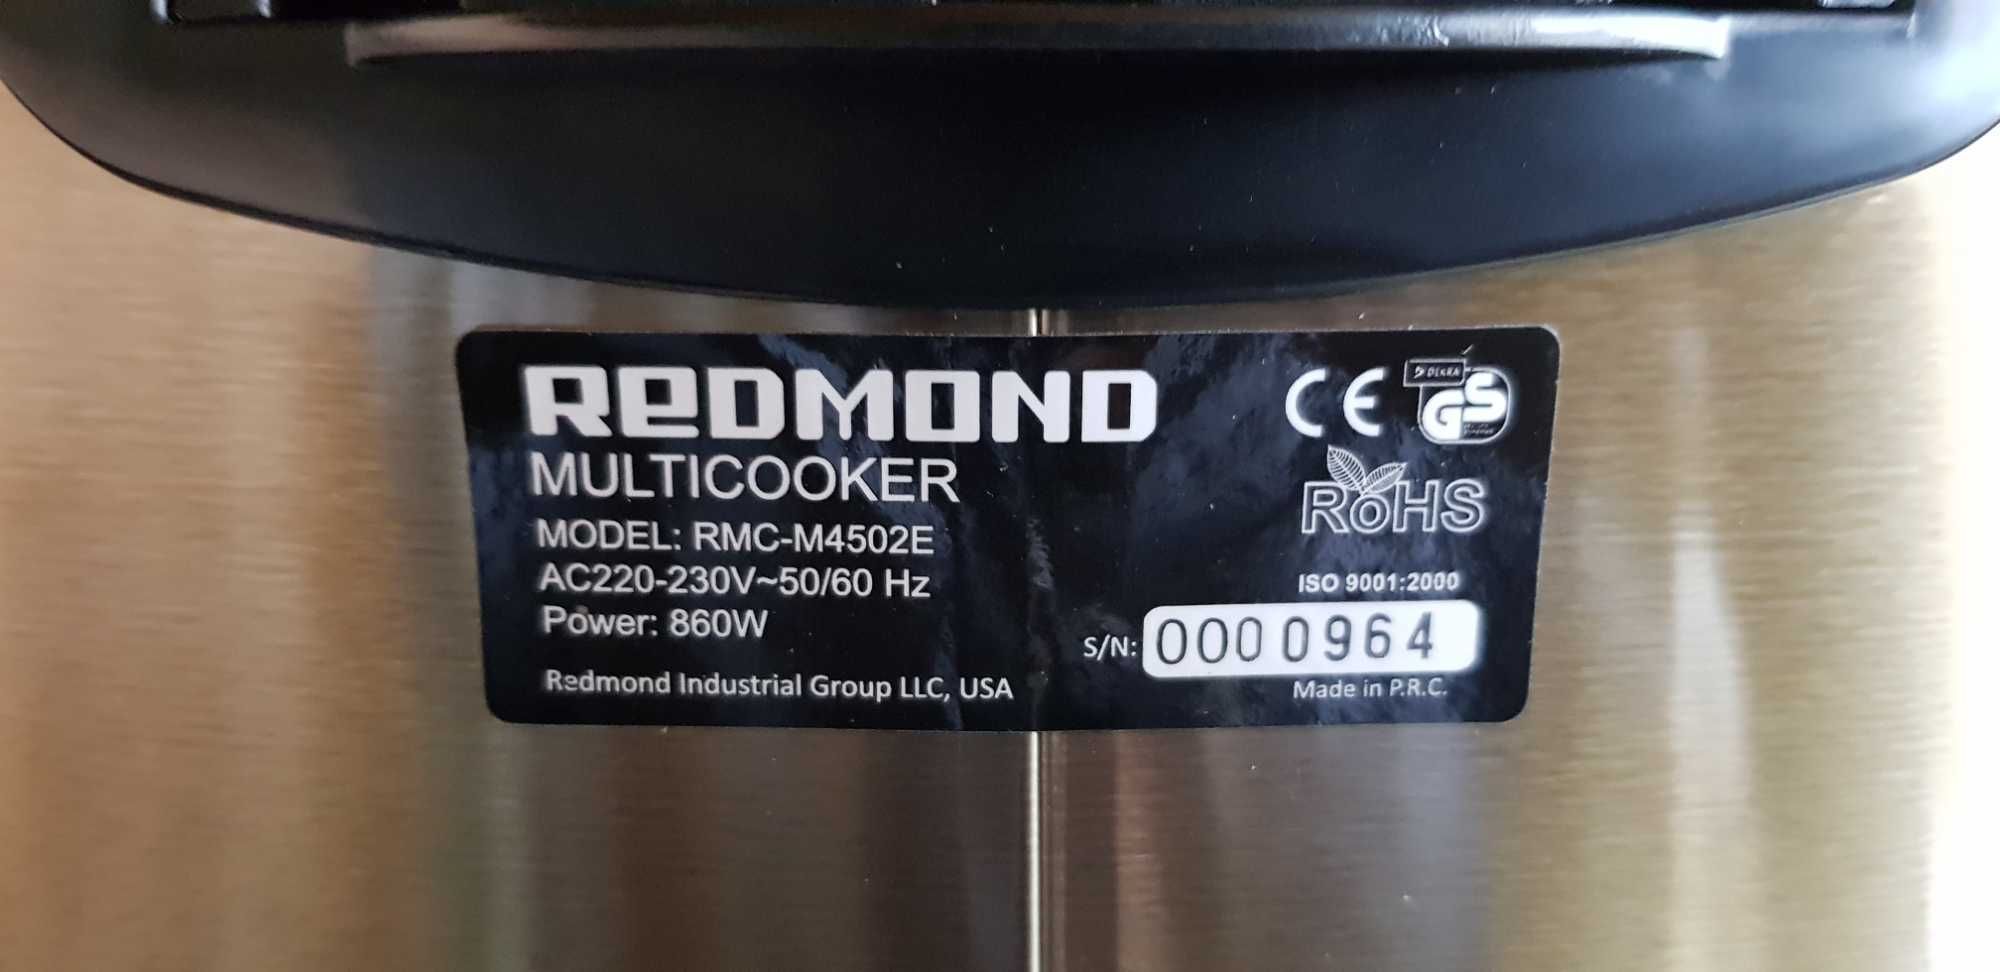 REDMOND
MULTICOOKER
MODEL: RMC-M4502E
AC220-230V~50/60 Hz
Power: 860W
Redmond Industrial Group LLC, USA
CE
DEKRA
GS
RoHS
ISO 9001:2000
S/N: 0000964
Made in P.R.C.